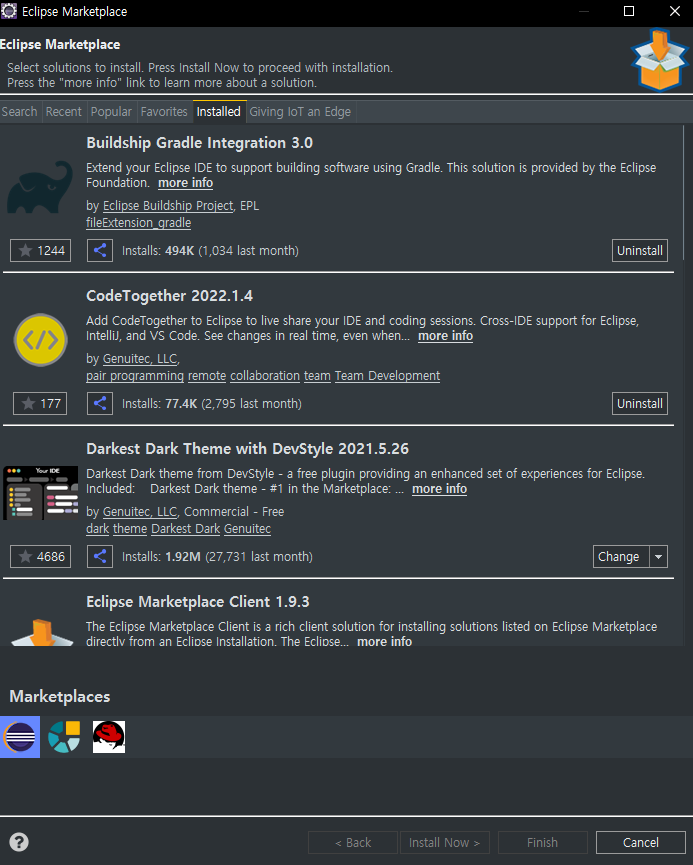 Eclipse Marketplace
Eclipse Marketplace
Select solutions to install. Press Install Now to proceed with installation.
Press the "more info" link to learn more about a solution.
Search Recent Popular Favorites Installed Giving IoT an Edge
Buildship Gradle Integration 3.0
Extend your Eclipse IDE to support building software using Gradle. This solution is provided by the Eclipse
Foundation. more info
by Eclipse Buildship Project, EPL
fileExtension_gradle
1244 Installs: 494K (1,034 last month) Uninstall
CodeTogether 2022.1.4
Add CodeTogether to Eclipse to live share your IDE and coding sessions. Cross-IDE support for Eclipse,
IntelliJ, and VS Code. See changes in real time, even when... more info
by Genuitec, LLC,
pair programming remote collaboration team Team Development
177 Installs: 77.4K (2,795 last month) Uninstall
Darkest Dark Theme with DevStyle 2021.5.26
Your IDE
Darkest Dark theme from DevStyle - a free plugin providing an enhanced set of experiences for Eclipse.
Included: Darkest Dark theme - #1 in the Marketplace: ... more info
by Genuitec, LLC, Commercial - Free
dark theme Darkest Dark Genuitec
4686 Installs: 1.92M (27,731 last month) Change
Eclipse Marketplace Client 1.9.3
The Eclipse Marketplace Client is a rich client solution for installing solutions listed on Eclipse Marketplace
directly from an Eclipse Installation. The Eclipse... more info
Marketplaces
? < Back Install Now > Finish Cancel